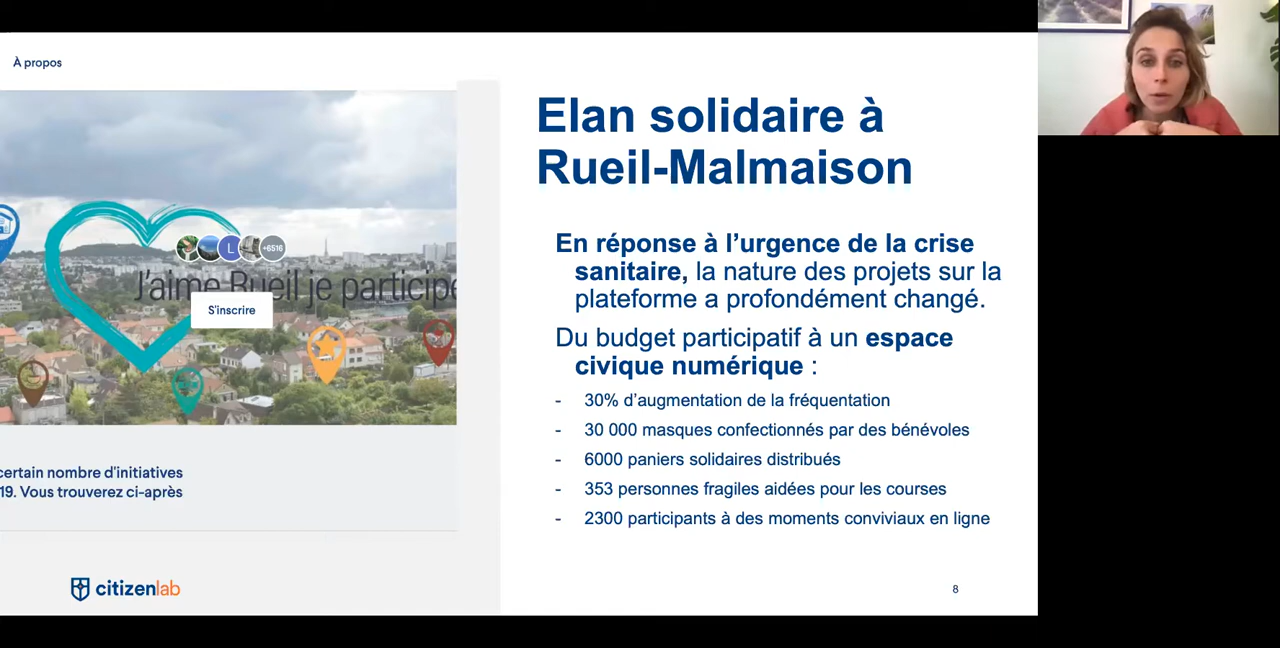 À propos
L
+6516
J'aime Rueil je participe
S'inscrire
certain nombre d'initiatives
19. Vous trouverez ci-après
citizenlab
Elan solidaire à
Rueil-Malmaison
En réponse à l’urgence de la crise
sanitaire, la nature des projets sur la
plateforme a profondément changé.
Du budget participatif à un espace
civique numérique :
- 30% d’augmentation de la fréquentation
- 30 000 masques confectionnés par des bénévoles
- 6000 paniers solidaires distribués
- 353 personnes fragiles aidées pour les courses
- 2300 participants à des moments conviviaux en ligne
8